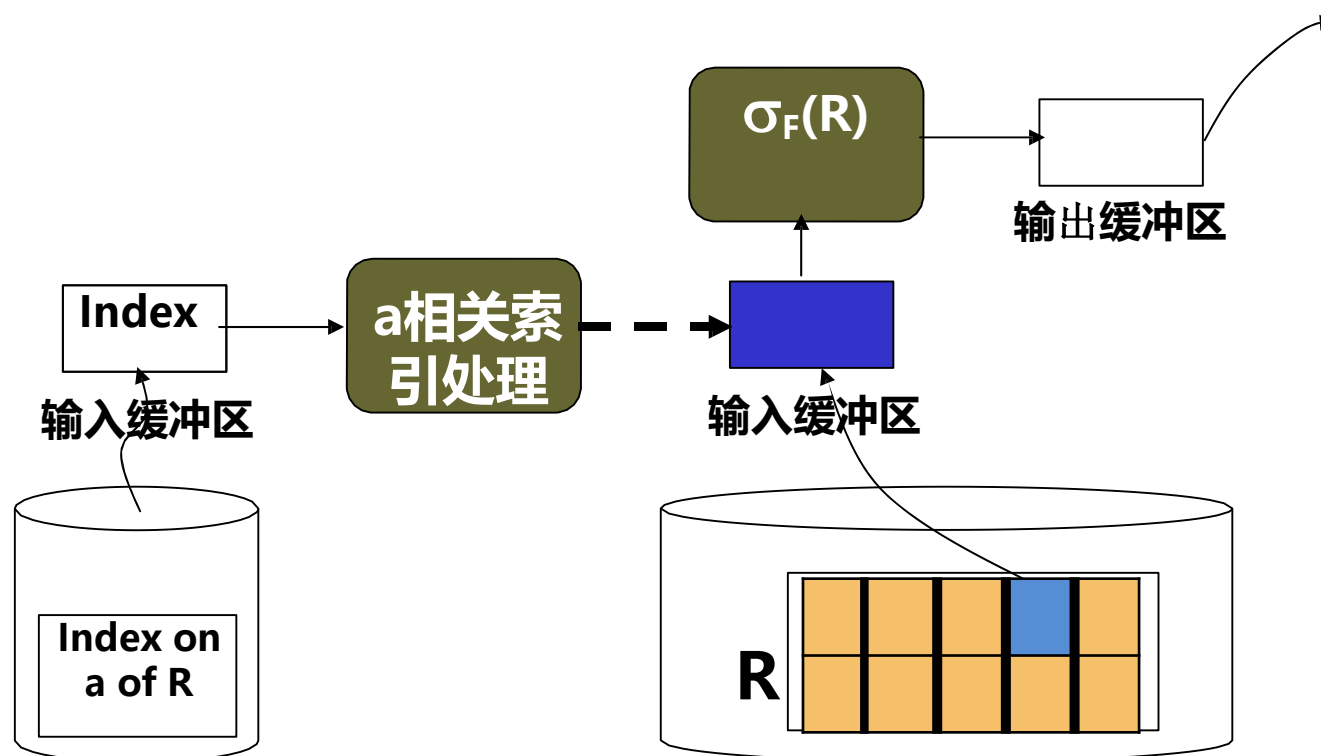 σF(R)
输出缓冲区
Index
a相关索
引处理
输入缓冲区
输入缓冲区
Index on
a of R
R